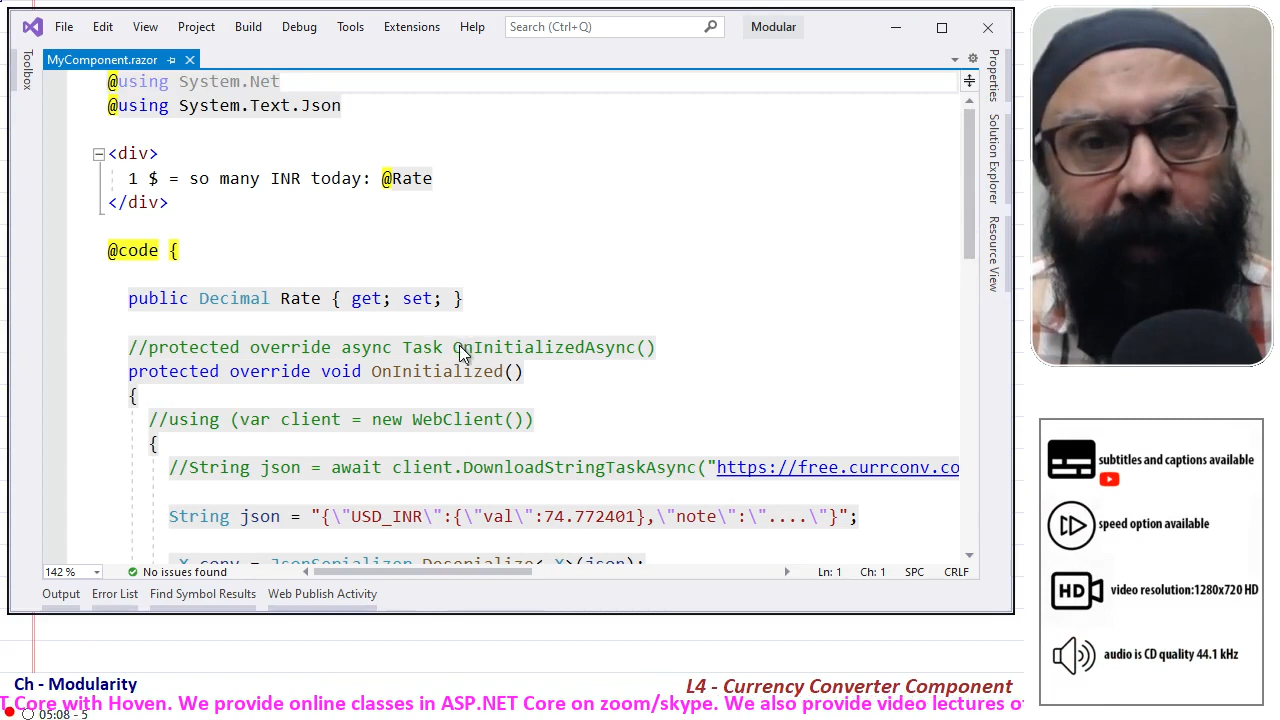 File Edit View Project Build Debug Tools Extensions Help Search (Ctrl+Q) Modular
Toolbox
MyComponent.razor
@using System.Net
@using System.Text.Json
<div>
1 $ = so many INR today: @Rate
</div>
@code {
public Decimal Rate { get; set; }
//protected override async Task OnInitializedAsync()
protected override void OnInitialized()
{
//using (var client = new WebClient())
{
//String json = await client.DownloadStringTaskAsync("https://free.currconv.co
String json = "{\"USD_INR\":{\"val\":74.772401},\"note\":\"....\"}";
_X conv = JsonSerializer.Deserialize<_X>(json);
142 % No issues found Ln: 1 Ch: 1 SPC CRLF
Output Error List Find Symbol Results Web Publish Activity
Properties
Solution Explorer
Resource View
subtitles and captions available
speed option available
HD video resolution:1280x720 HD
audio is CD quality 44.1 kHz
Ch - Modularity
L4 - Currency Converter Component
T Core with Hoven. We provide online classes in ASP.NET Core on zoom/skype. We also provide video lectures o
05:08 - 5